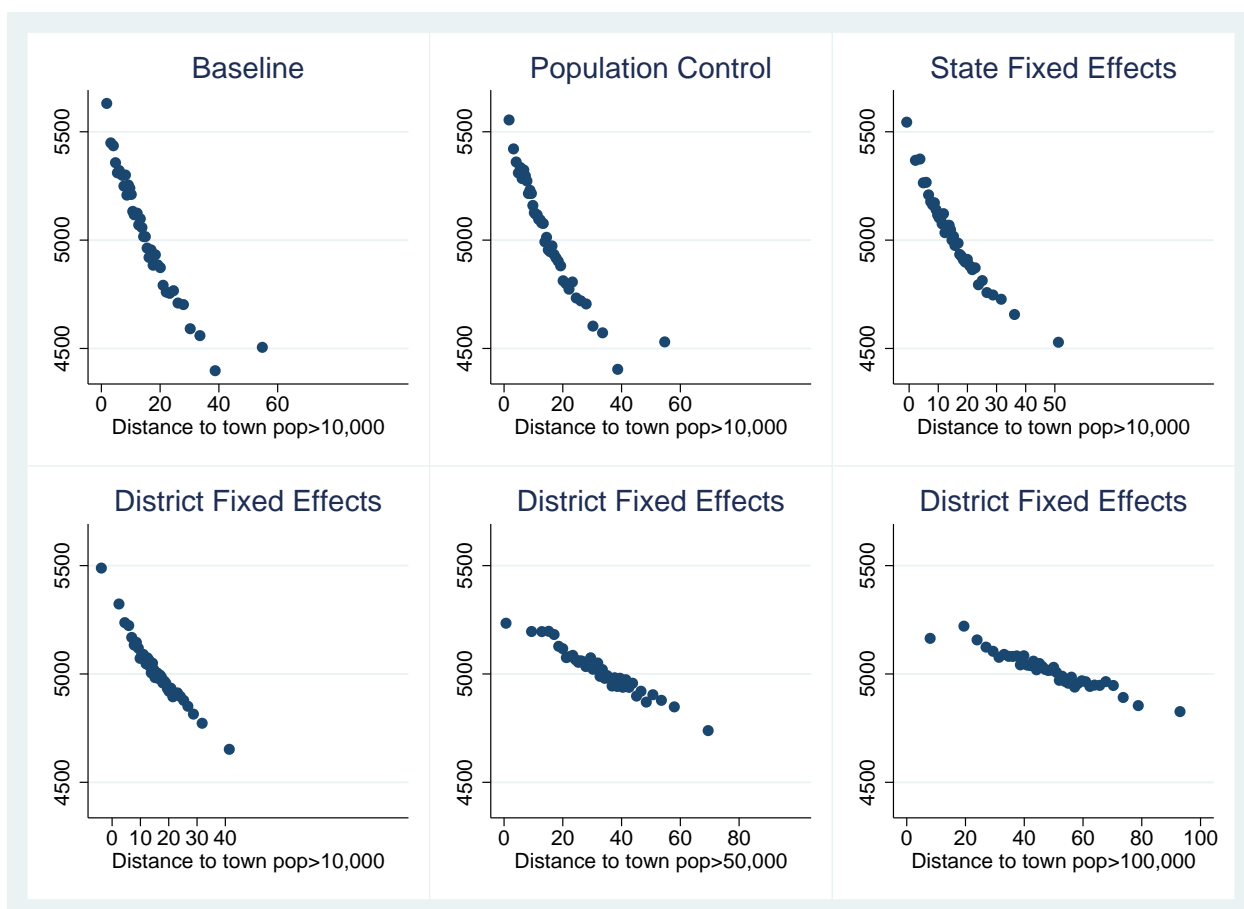 Baseline
5500
5000
4500
0 20 40 60
Distance to town pop>10,000
Population Control
5500
5000
4500
0 20 40 60
Distance to town pop>10,000
State Fixed Effects
5500
5000
4500
0 10 20 30 40 50
Distance to town pop>10,000
District Fixed Effects
5500
5000
4500
0 10 20 30 40
Distance to town pop>10,000
District Fixed Effects
5500
5000
4500
0 20 40 60 80
Distance to town pop>50,000
District Fixed Effects
5500
5000
4500
0 20 40 60 80 100
Distance to town pop>100,000